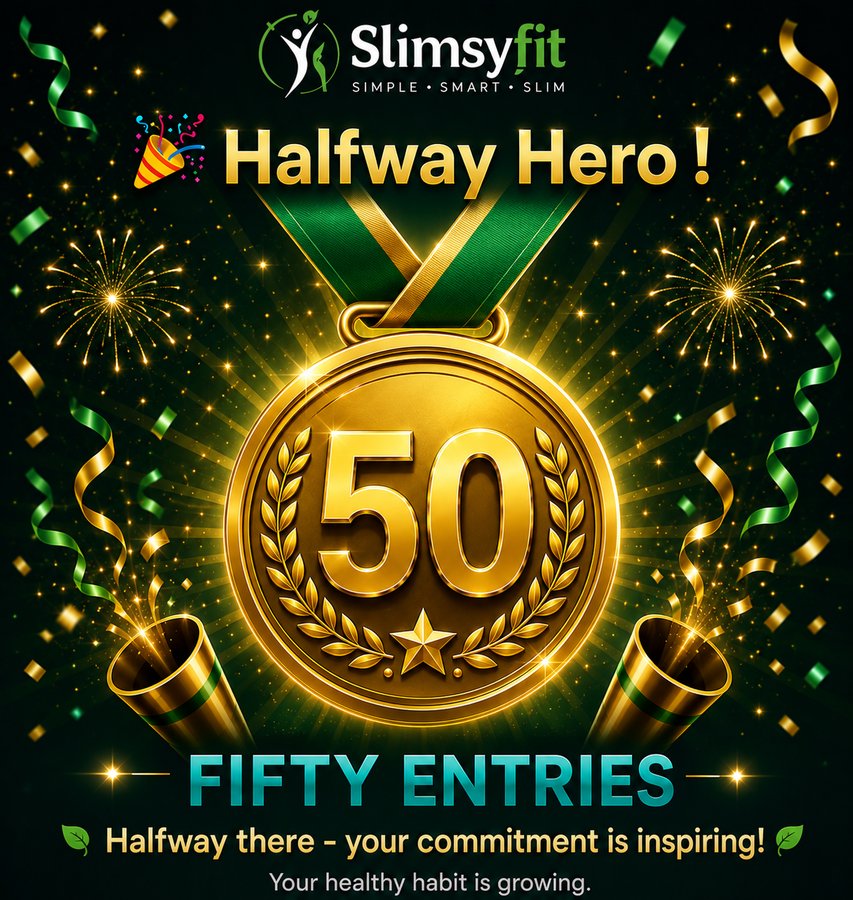 Slimsyfit
SIMPLE • SMART • SLIM
🎉 Halfway Hero !
50
FIFTY ENTRIES
Halfway there - your commitment is inspiring!
Your healthy habit is growing.